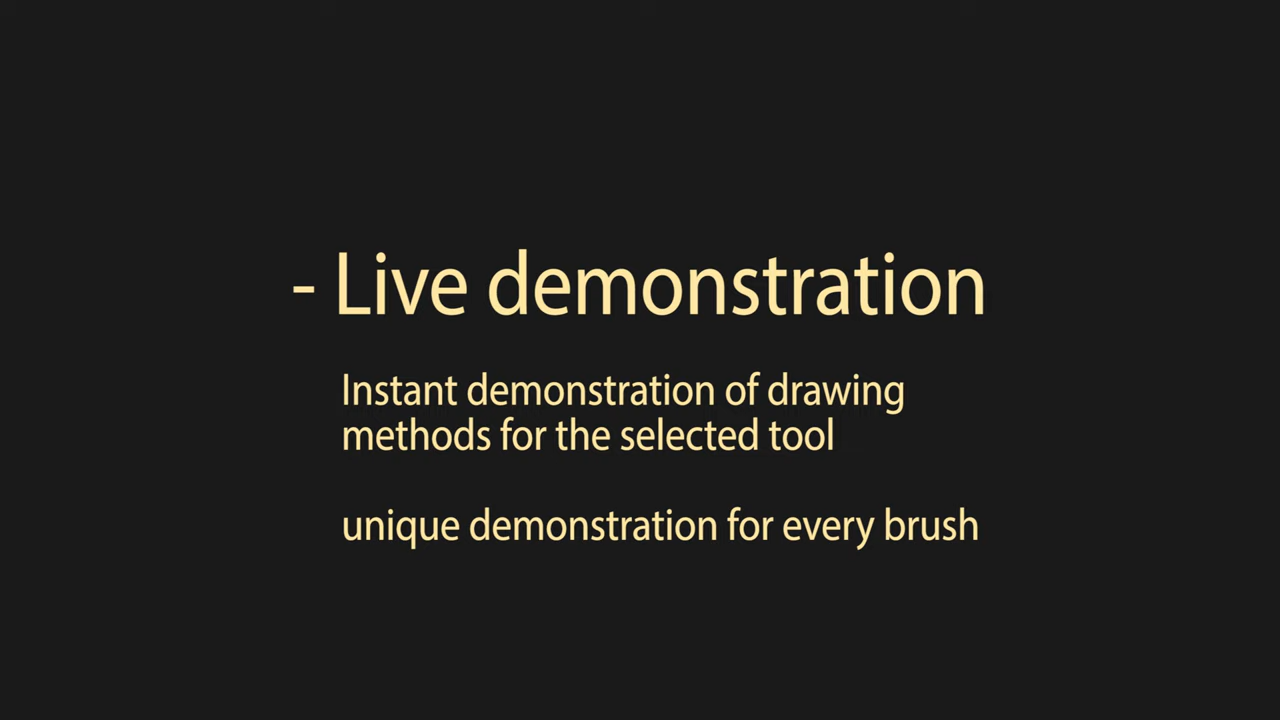 - Live demonstration
Instant demonstration of drawing
methods for the selected tool
unique demonstration for every brush